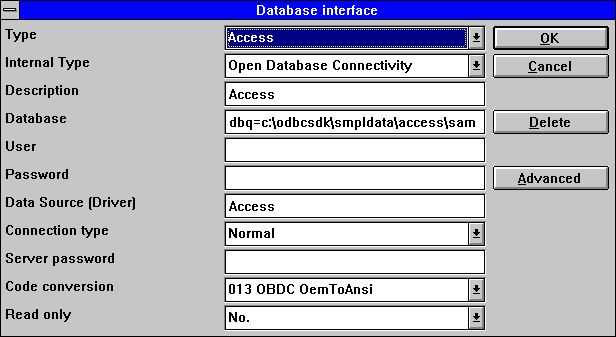 Database interface
Type Access OK
Internal Type Open Database Connectivity Cancel
Description Access
Database dbq=c:\odbcsdk\smpldata\access\sam Delete
User
Password Advanced
Data Source (Driver) Access
Connection type Normal
Server password
Code conversion 013 OBDC OemToAnsi
Read only No.